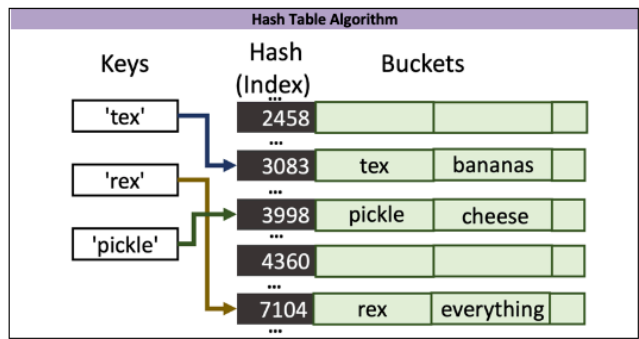 Hash Table Algorithm
Keys
Hash
(Index)
Buckets
...
'tex'
2458
...
3083 tex bananas
'rex'
...
3998 pickle cheese
'pickle'
...
4360
...
7104 rex everything
...